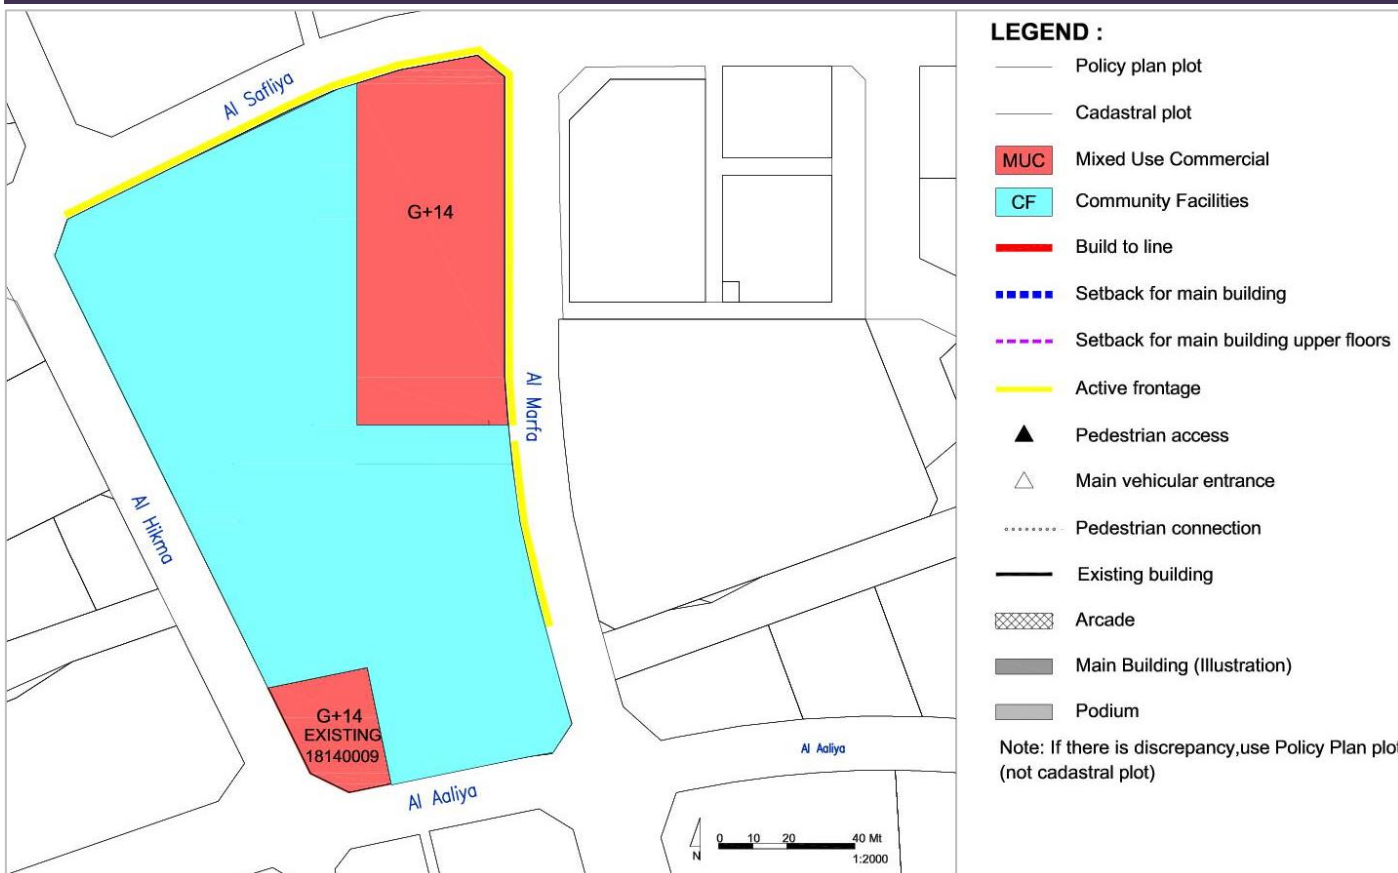 Al Safliya
G+14
Al Marfa
Al Hikma
G+14
EXISTING
18140009
Al Aaliya
Al Aaliya
N
0 10 20 40 Mt
1:2000
LEGEND :
Policy plan plot
Cadastral plot
MUC Mixed Use Commercial
CF Community Facilities
Build to line
Setback for main building
Setback for main building upper floors
Active frontage
Pedestrian access
Main vehicular entrance
Pedestrian connection
Existing building
Arcade
Main Building (Illustration)
Podium
Note: If there is discrepancy,use Policy Plan plot
(not cadastral plot)